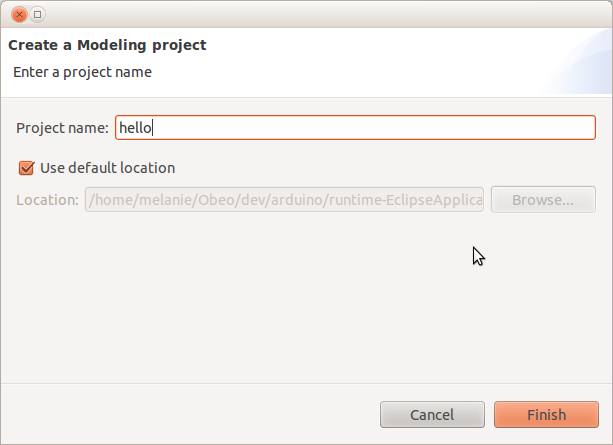 Create a Modeling project
Enter a project name
Project name: hello
Use default location
Location: /home/melanie/Obeo/dev/arduino/runtime-EclipseApplica Browse...
Cancel Finish